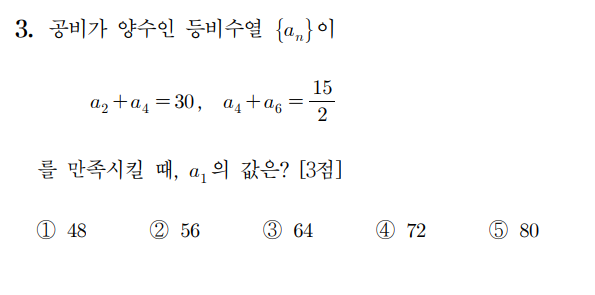 3. 공비가 양수인 등비수열 {aₙ}이
a₂+a₄=30, a₄+a₆=15/2
를 만족시킬 때, a₁의 값은? [3점]
① 48 ② 56 ③ 64 ④ 72 ⑤ 80